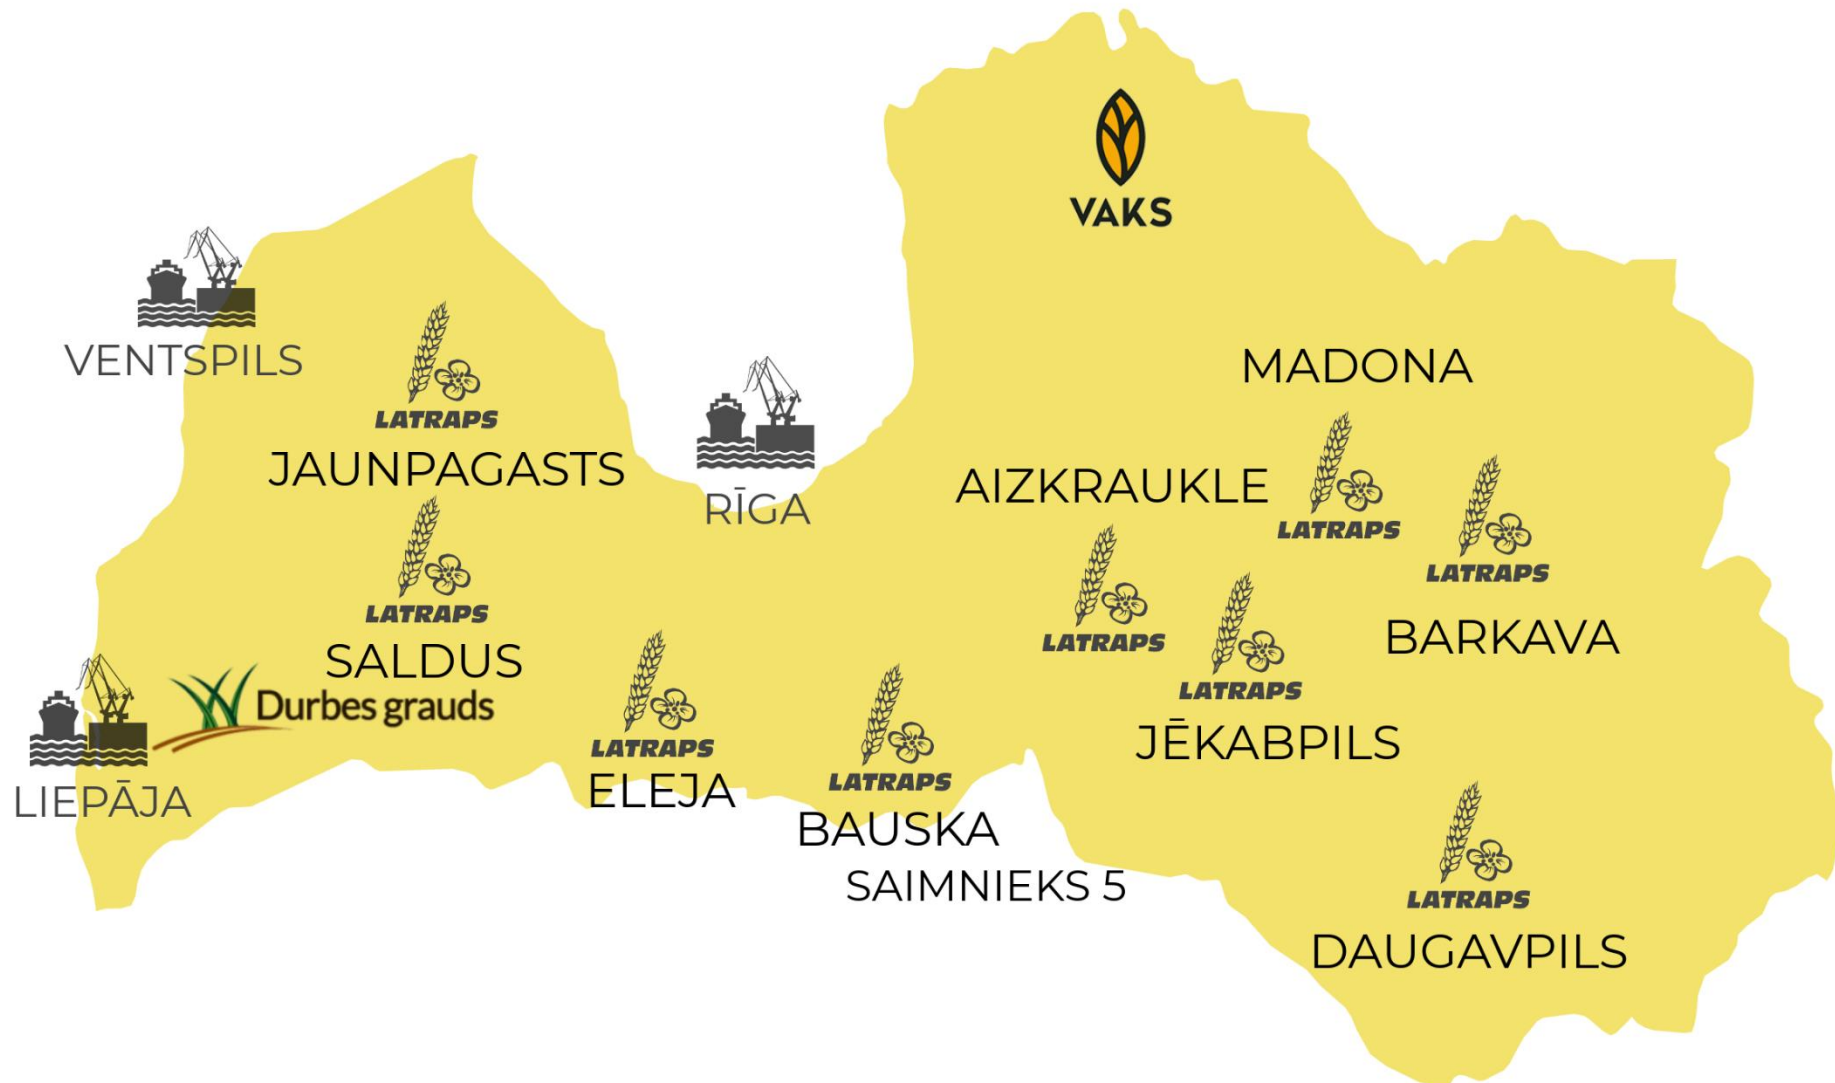 VAKS
VENTSPILS
LATRAPS
JAUNPAGASTS
RĪGA
MADONA
AIZKRAUKLE
LATRAPS
LATRAPS
BARKAVA
LATRAPS
LATRAPS
JĒKABPILS
LATRAPS
SALDUS
Durbes grauds
LIEPĀJA
LATRAPS
ELEJA
LATRAPS
BAUSKA
SAIMNIEKS 5
LATRAPS
DAUGAVPILS